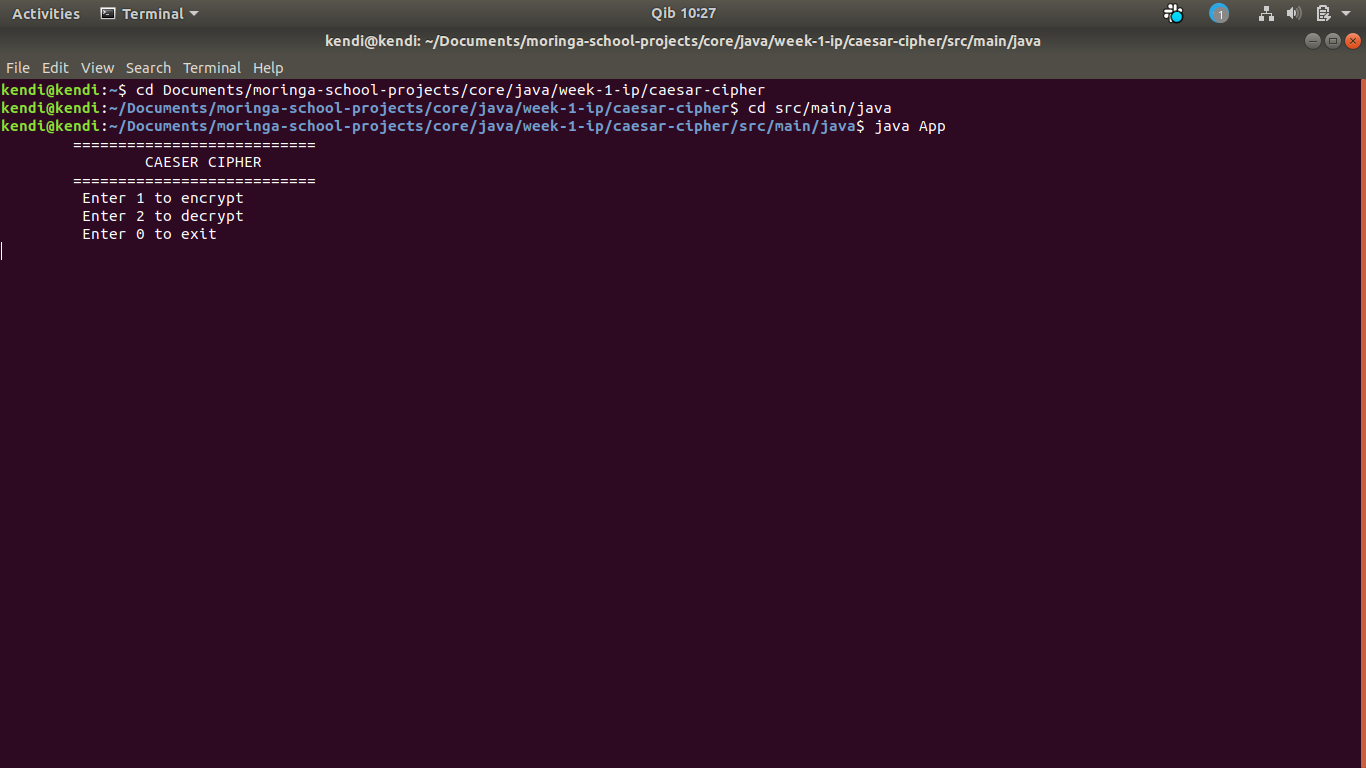 Activities Terminal Qib 10:27 1
kendi@kendi: ~/Documents/moringa-school-projects/core/java/week-1-ip/caesar-cipher/src/main/java
File Edit View Search Terminal Help
kendi@kendi:~$ cd Documents/moringa-school-projects/core/java/week-1-ip/caesar-cipher
kendi@kendi:~/Documents/moringa-school-projects/core/java/week-1-ip/caesar-cipher$ cd src/main/java
kendi@kendi:~/Documents/moringa-school-projects/core/java/week-1-ip/caesar-cipher/src/main/java$ java App
===========================
CAESER CIPHER
===========================
Enter 1 to encrypt
Enter 2 to decrypt
Enter 0 to exit